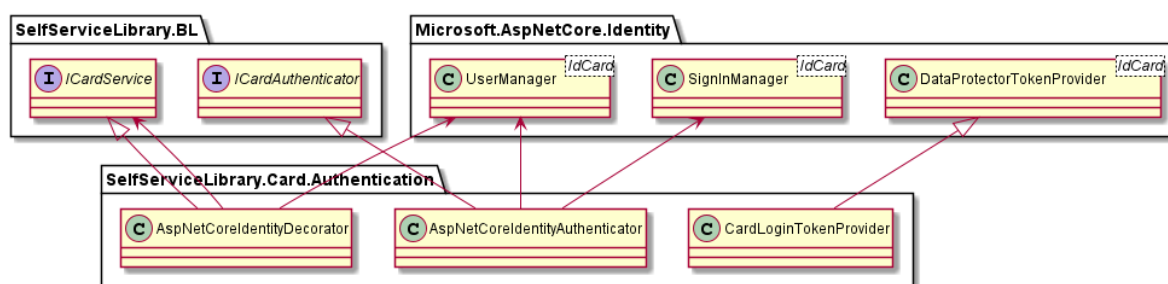 SelfServiceLibrary.BL
Microsoft.AspNetCore.Identity
I ICardService
I ICardAuthenticator
C UserManager IdCard
C SignInManager IdCard
C DataProtectorTokenProvider IdCard
SelfServiceLibrary.Card.Authentication
C AspNetCoreIdentityDecorator
C AspNetCoreIdentityAuthenticator
C CardLoginTokenProvider